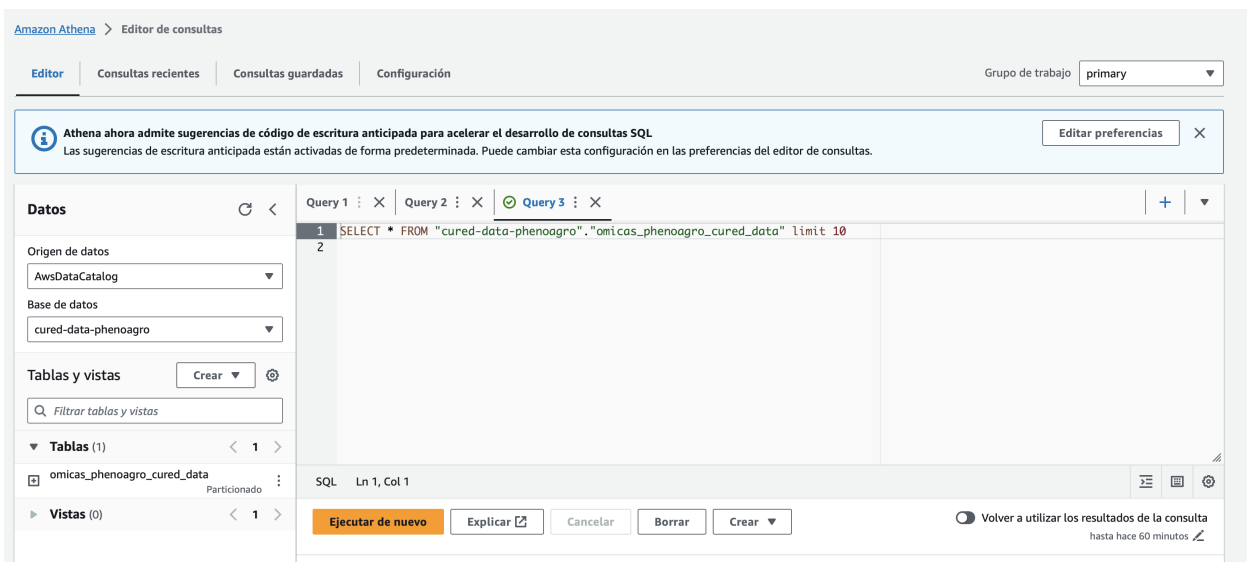 Amazon Athena > Editor de consultas
Editor Consultas recientes Consultas guardadas Configuración Grupo de trabajo primary
Athena ahora admite sugerencias de código de escritura anticipada para acelerar el desarrollo de consultas SQL
Las sugerencias de escritura anticipada están activadas de forma predeterminada. Puede cambiar esta configuración en las preferencias del editor de consultas.
Editar preferencias
Datos
Origen de datos
AwsDataCatalog
Base de datos
cured-data-phenoagro
Tablas y vistas Crear
Filtrar tablas y vistas
Tablas (1) < 1 >
omicas_phenoagro_cured_data
Particionado
Vistas (0) < 1 >
Query 1 Query 2 Query 3
1 SELECT * FROM "cured-data-phenoagro"."omicas_phenoagro_cured_data" limit 10
2
SQL Ln 1, Col 1
Ejecutar de nuevo Explicar Cancelar Borrar Crear
Volver a utilizar los resultados de la consulta
hasta hace 60 minutos